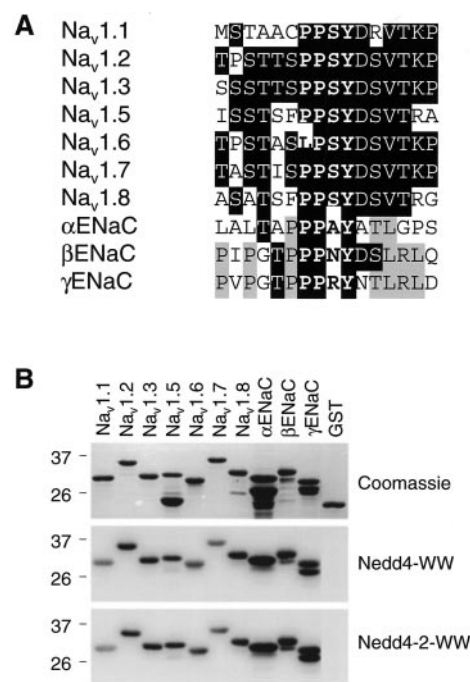 A
Naᵥ1.1 MSTAACPPSYDRVTKP
Naᵥ1.2 TPSTTSPPSYDSVTKP
Naᵥ1.3 SSSTTSPPSYDSVTKP
Naᵥ1.5 ISSTSFPPSYDSVTRA
Naᵥ1.6 TPSTASLPSYDSVTKP
Naᵥ1.7 TASTISPPSYDSVTKP
Naᵥ1.8 ASATSFPPSYDSVTRG
αENaC LALTAPPPAYATLGPS
βENaC PIPGTPPPNYDSLRLQ
γENaC PVPGTPPPRYNTLRLD
B
Naᵥ1.1 Naᵥ1.2 Naᵥ1.3 Naᵥ1.5 Naᵥ1.6 Naᵥ1.7 Naᵥ1.8 αENaC βENaC γENaC GST
37
26
Coomassie
37
26
Nedd4-WW
37
26
Nedd4-2-WW